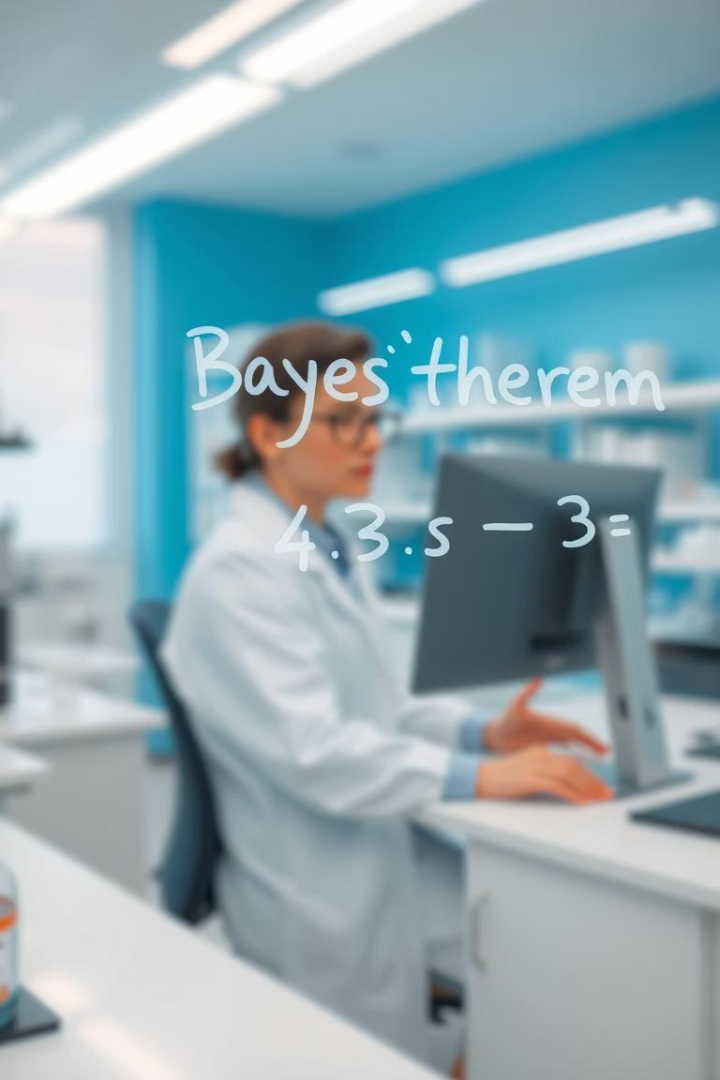 Bayes" therem
4.3.s – 3=